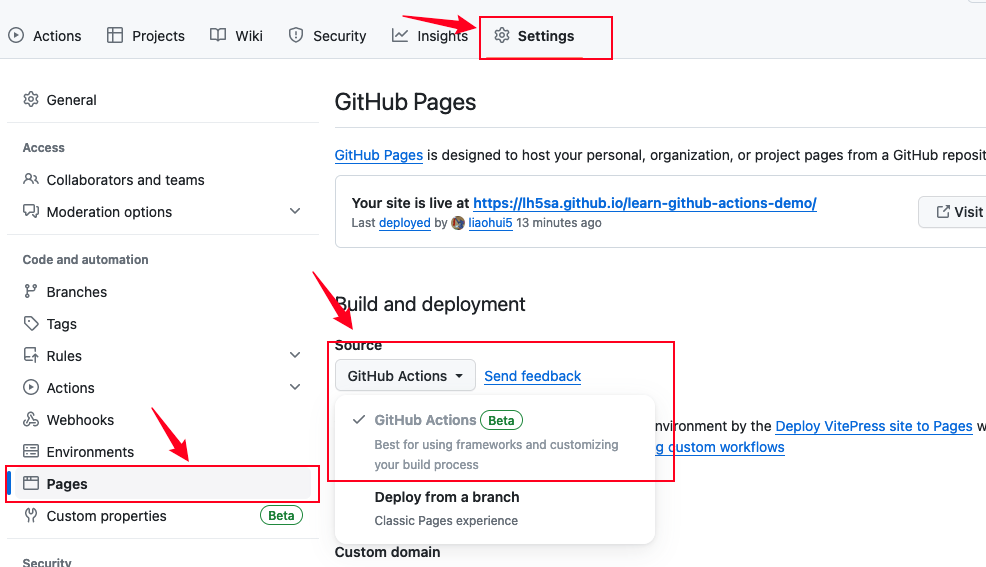 Actions Projects Wiki Security Insights Settings
General
Access
Collaborators and teams
Moderation options
Code and automation
Branches
Tags
Rules
Actions
Webhooks
Environments
Pages
Custom properties Beta
Security
GitHub Pages
GitHub Pages is designed to host your personal, organization, or project pages from a GitHub
Your site is live at https://lh5sa.github.io/learn-github-actions-demo/
Last deployed by liaohui5 13 minutes ago
Visit
Build and deployment
Source
GitHub Actions Send feedback
GitHub Actions Beta
Best for using frameworks and customizing
your build process
Deploy from a branch
Classic Pages experience
by the Deploy VitePress site to Pages
custom workflows
Custom domain